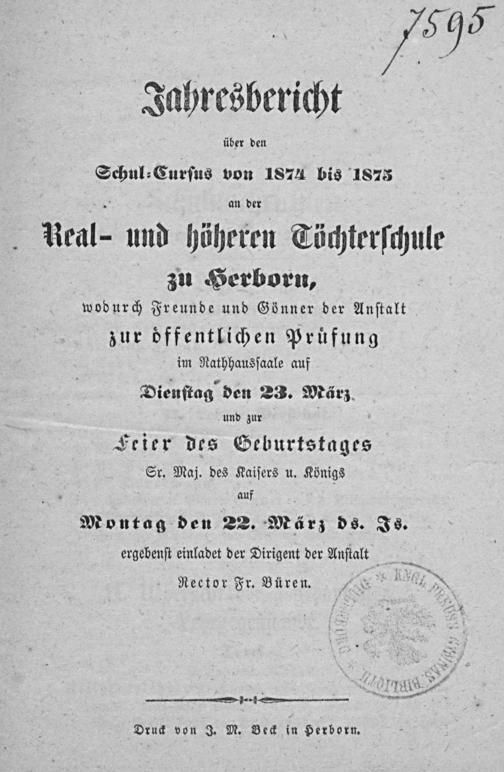 7595
Jahresbericht
über den
Schul-Cursus von 1874 bis 1875
an der
Real- und höheren Töchterschule
zu Herborn,
wodurch Freunde und Gönner der Anstalt
zur öffentlichen Prüfung
im Rathhaussaale auf
Dienstag den 23. März
und zur
Feier des Geburtstages
Sr. Maj. des Kaisers u. Königs
auf
Montag den 22. März ds. Js.
ergebenst einladet der Dirigent der Anstalt
Rector Fr. Büren.
Druck von J. M. Beck in Herborn.